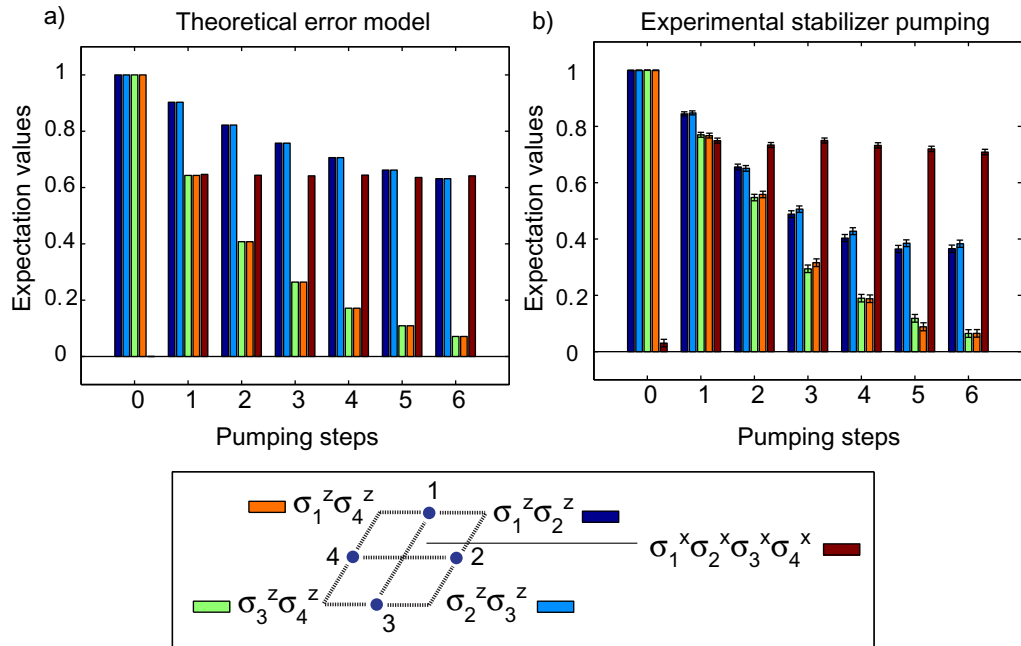 a) Theoretical error model
Expectation values
1
0.8
0.6
0.4
0.2
0
0 1 2 3 4 5 6
Pumping steps
b) Experimental stabilizer pumping
Expectation values
1
0.8
0.6
0.4
0.2
0
0 1 2 3 4 5 6
Pumping steps
1
σ₁ᶻσ₄ᶻ
σ₁ᶻσ₂ᶻ
σ₁ˣσ₂ˣσ₃ˣσ₄ˣ
4
2
σ₃ᶻσ₄ᶻ
3
σ₂ᶻσ₃ᶻ